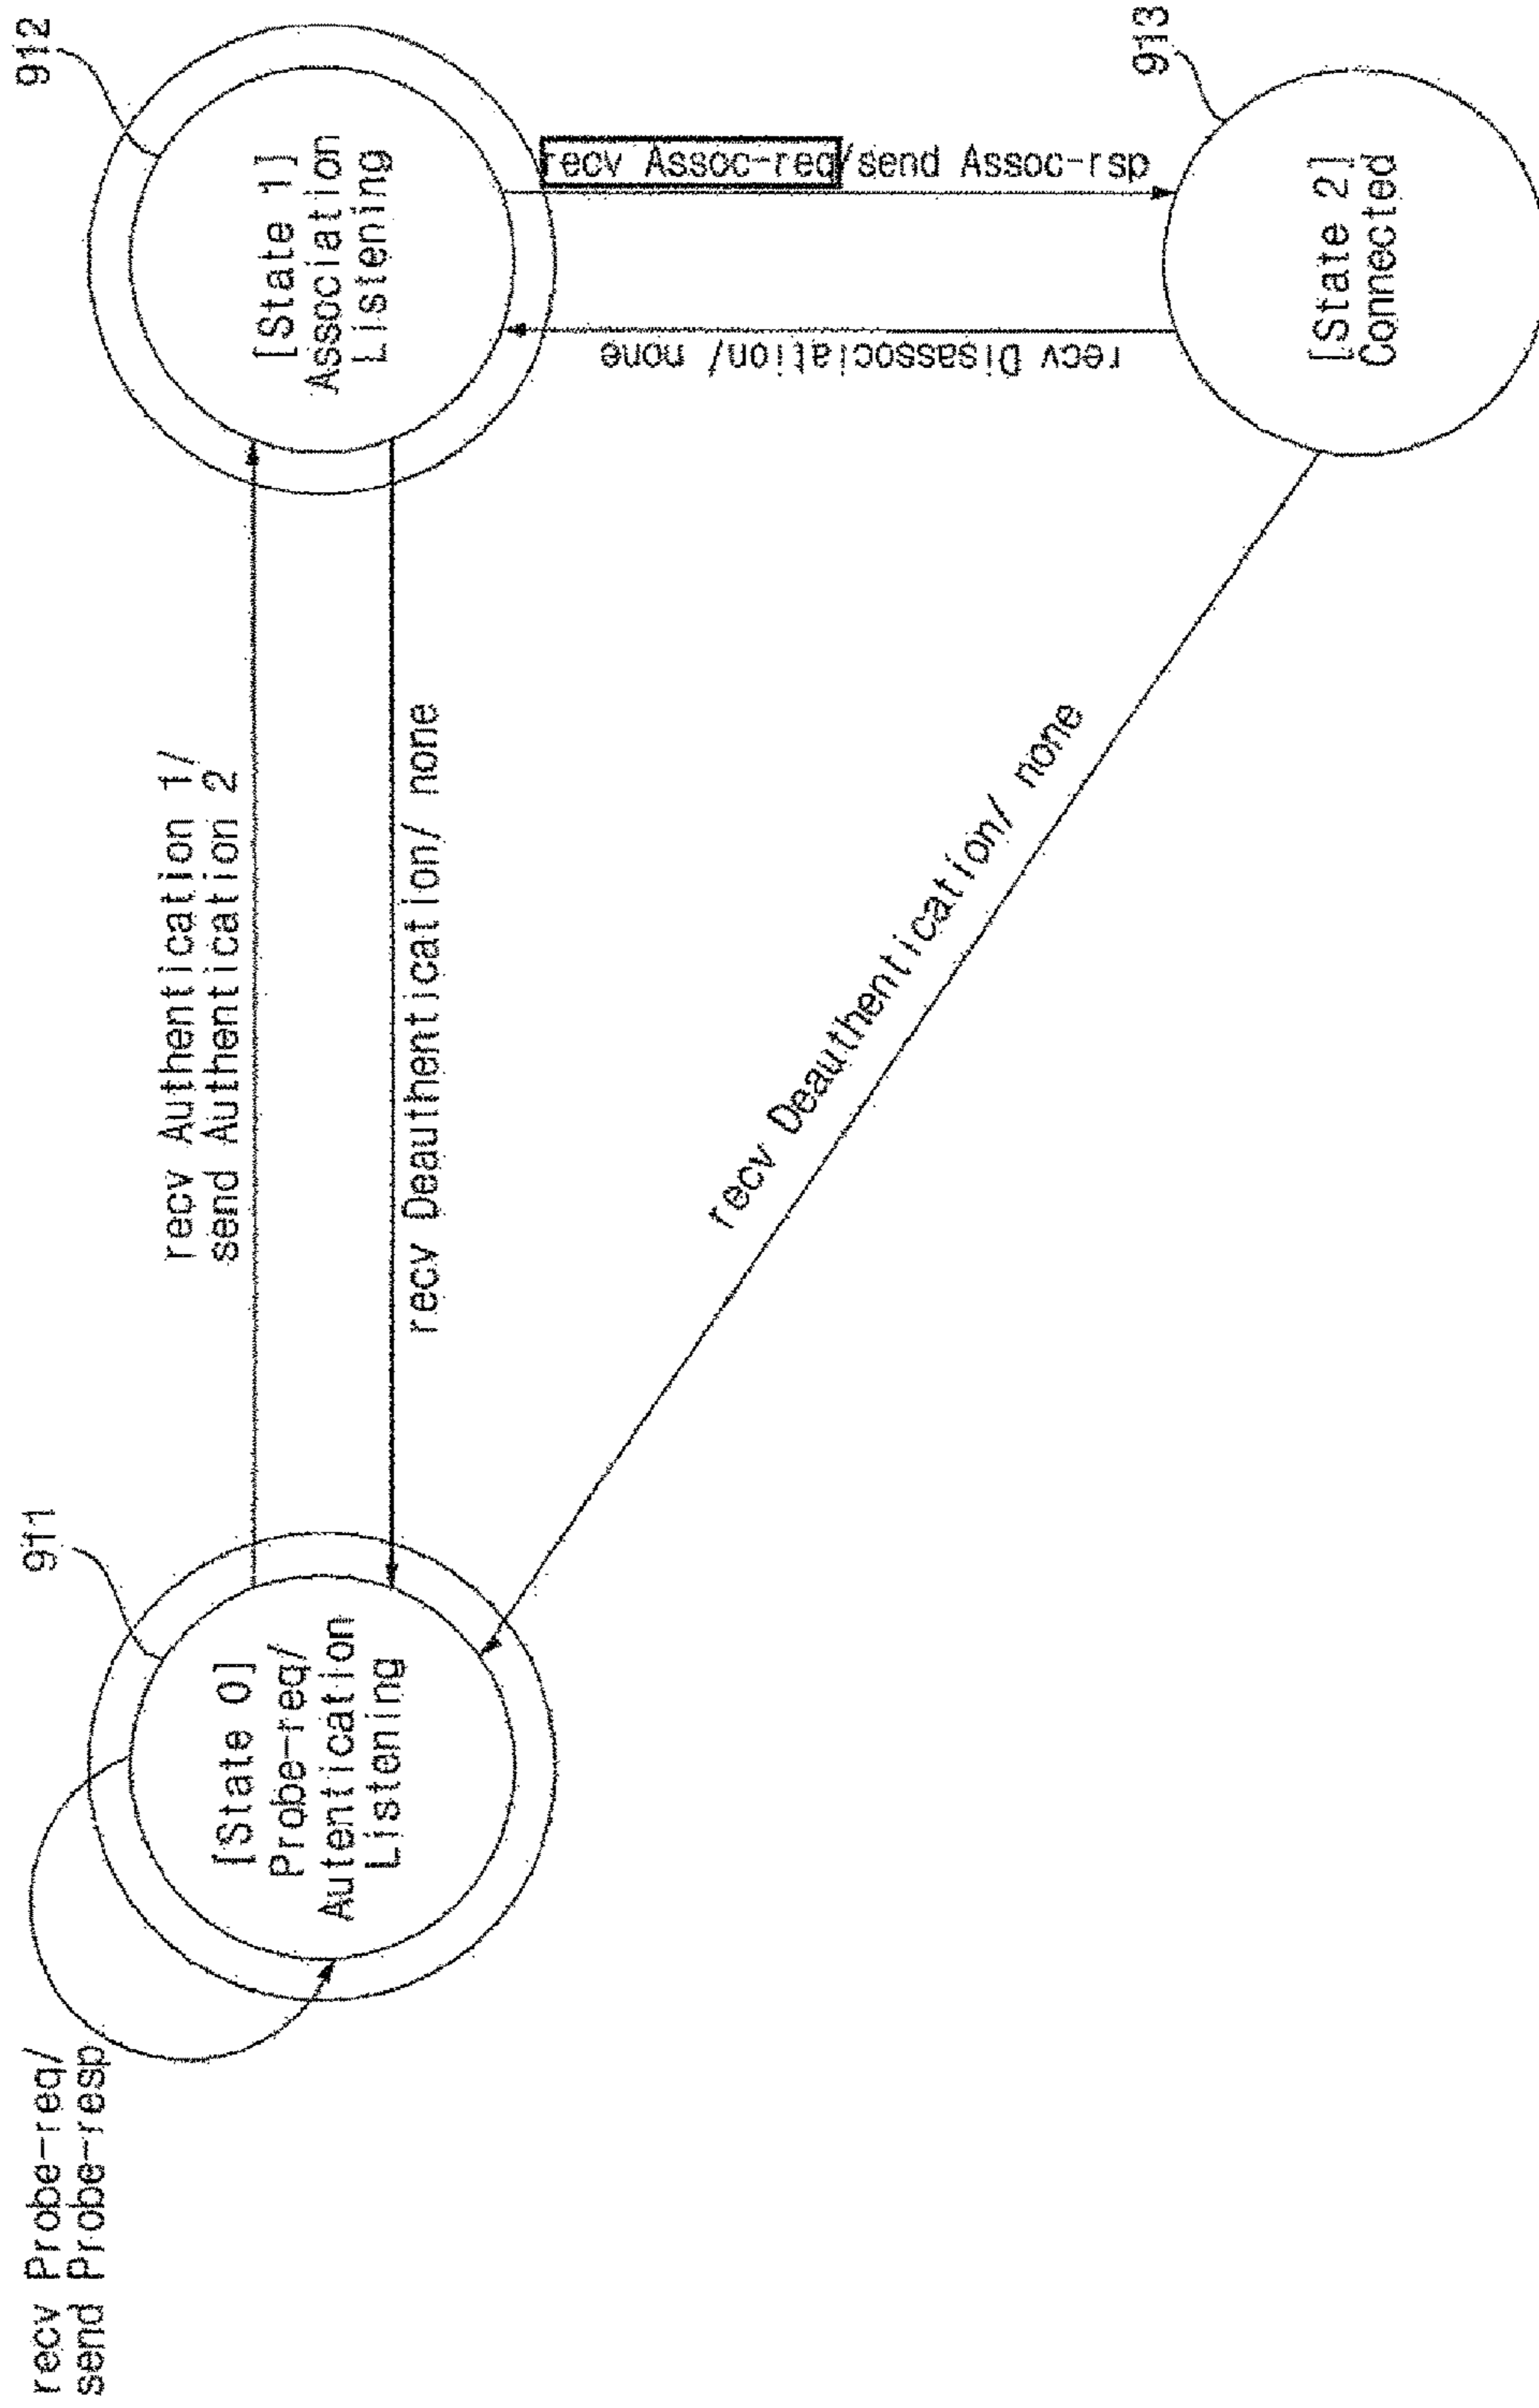 recv Probe-req/
send Probe-resp
911
[State 0]
Probe-req/
Autentication
Listening
recv Authentication 1/
send Authentication 2
recv Deauthentication/ none
912
[State 1]
Association
Listening
recv Assoc-req/send Assoc-rsp
recv Disassociation/ none
recv Deauthentication/ none
913
[State 2]
Connected